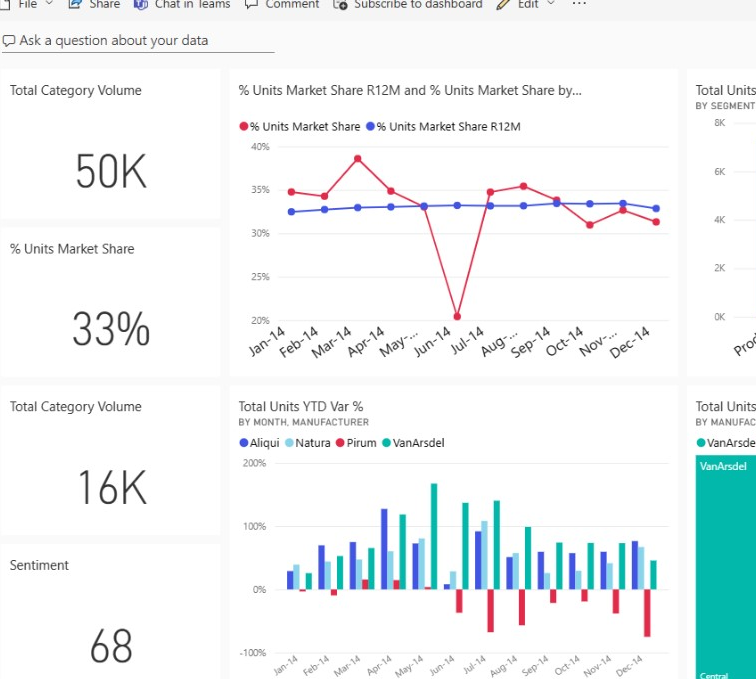 File Share Chat in Teams Comment Subscribe to dashboard Edit ...
Ask a question about your data
Total Category Volume
50K
% Units Market Share
33%
Total Category Volume
16K
Sentiment
68
% Units Market Share R12M and % Units Market Share by...
% Units Market Share % Units Market Share R12M
40%
35%
30%
25%
20%
Jan-14 Feb-14 Mar-14 Apr-14 May-... Jun-14 Jul-14 Aug-... Sep-14 Oct-14 Nov-... Dec-14
Total Units YTD Var %
BY MONTH, MANUFACTURER
Aliqui Natura Pirum VanArsdel
200%
100%
0%
-100%
Jan-14 Feb-14 Mar-14 Apr-14 May-14 Jun-14 Jul-14 Aug-14 Sep-14 Oct-14 Nov-14 Dec-14
Total Units
BY SEGMENT
8K
6K
4K
2K
0K
Prod
Total Units
BY MANUFAC
VanArsde
VanArsdel
Central